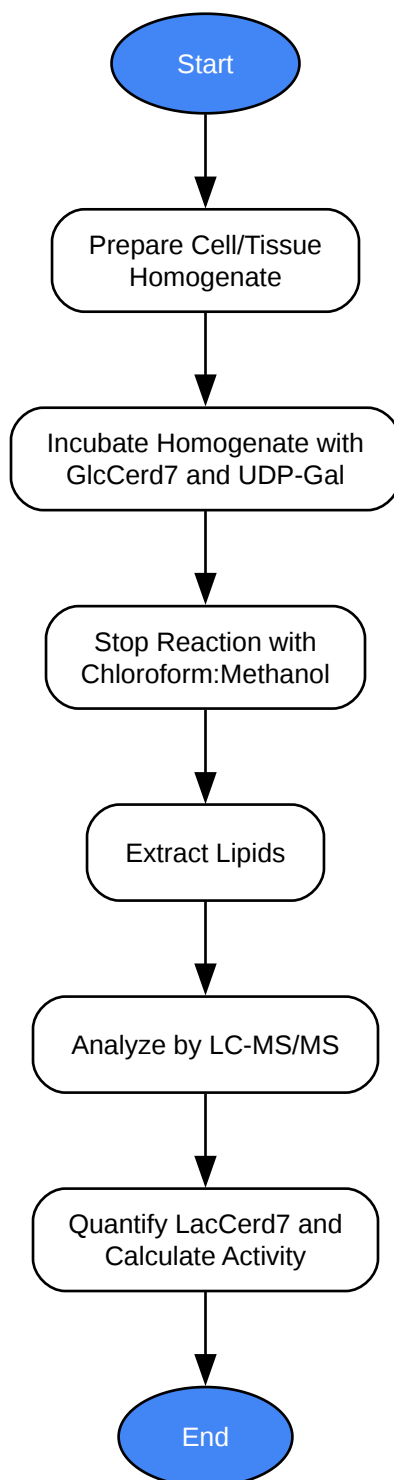 Start
Prepare Cell/Tissue
Homogenate
Incubate Homogenate with
GlcCerd7 and UDP-Gal
Stop Reaction with
Chloroform:Methanol
Extract Lipids
Analyze by LC-MS/MS
Quantify LacCerd7 and
Calculate Activity
End